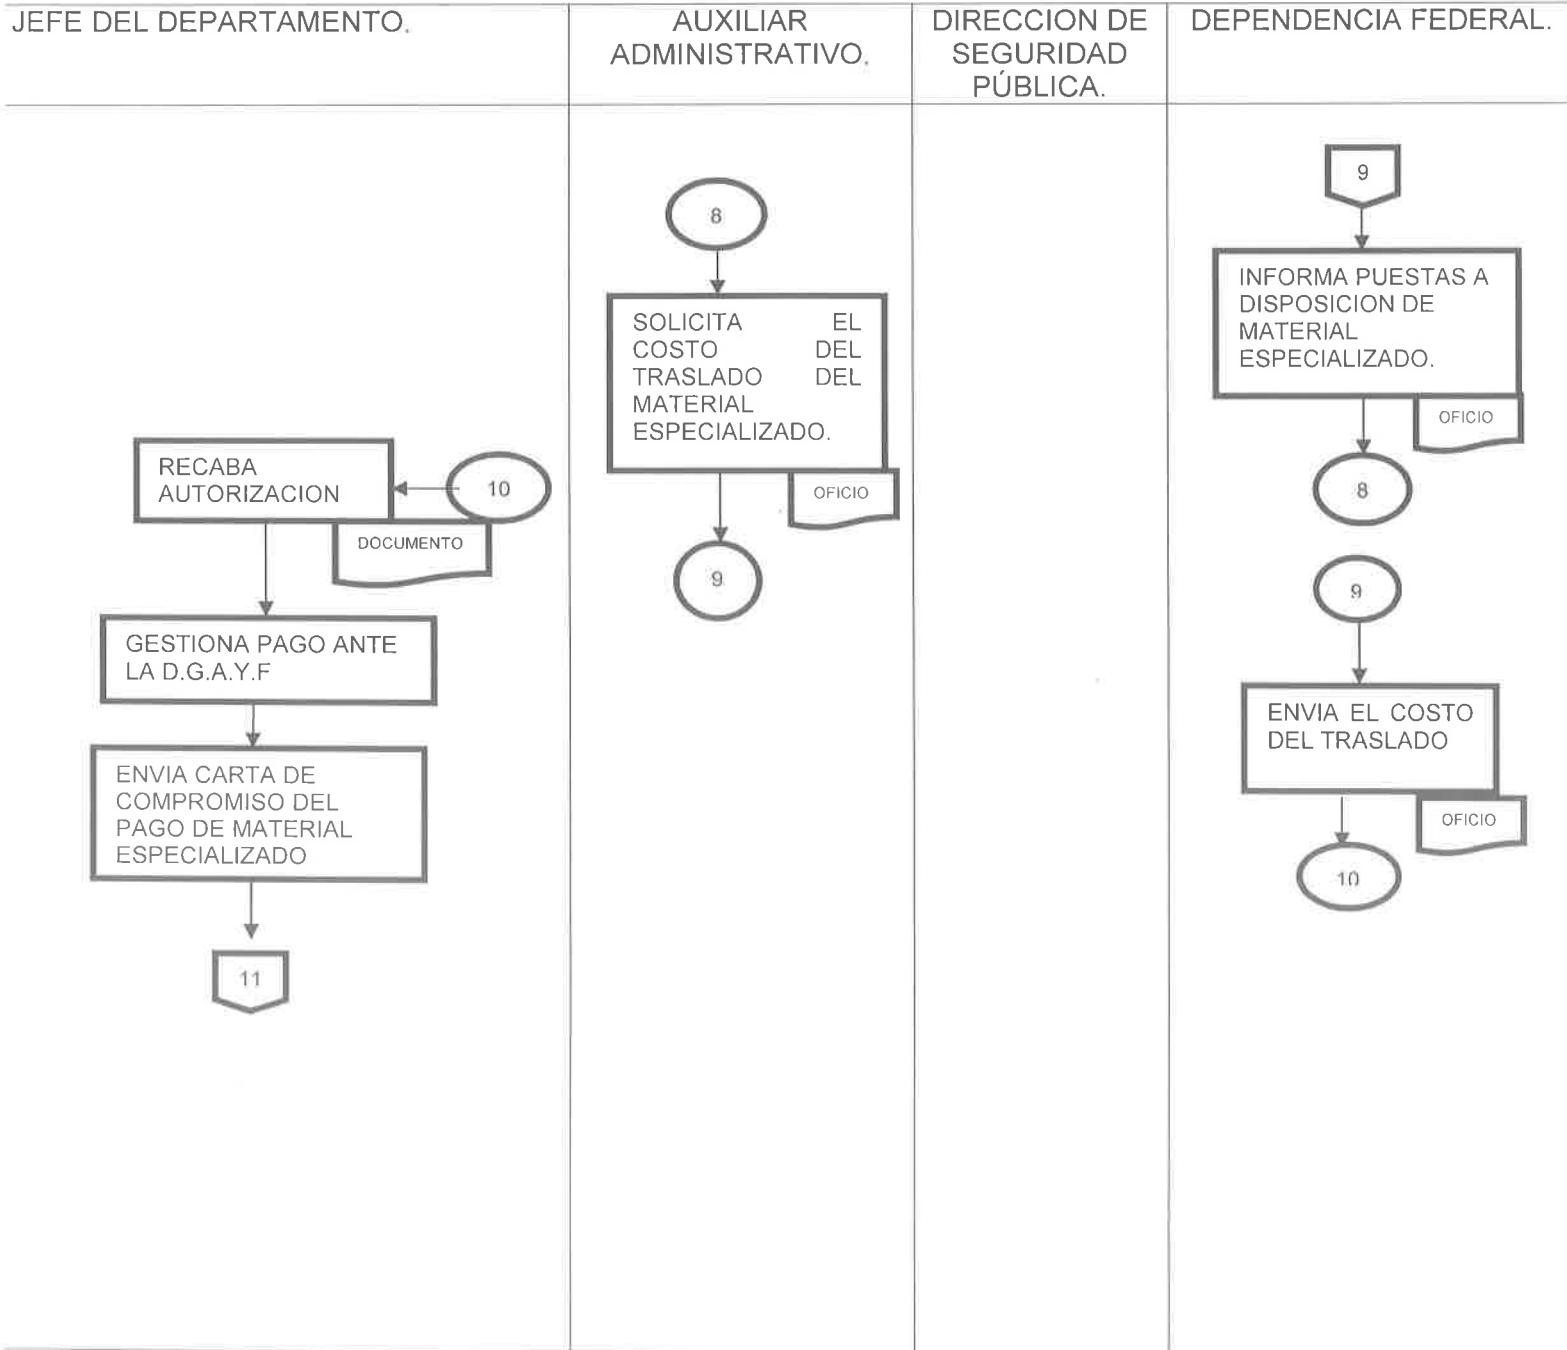 JEFE DEL DEPARTAMENTO.
AUXILIAR
ADMINISTRATIVO.
DIRECCION DE
SEGURIDAD
PÚBLICA.
DEPENDENCIA FEDERAL.
10
RECABA
AUTORIZACION
DOCUMENTO
GESTIONA PAGO ANTE
LA D.G.A.Y.F
ENVIA CARTA DE
COMPROMISO DEL
PAGO DE MATERIAL
ESPECIALIZADO
11
8
SOLICITA EL
COSTO DEL
TRASLADO DEL
MATERIAL
ESPECIALIZADO.
OFICIO
9
9
INFORMA PUESTAS A
DISPOSICION DE
MATERIAL
ESPECIALIZADO.
OFICIO
8
9
ENVIA EL COSTO
DEL TRASLADO
OFICIO
10